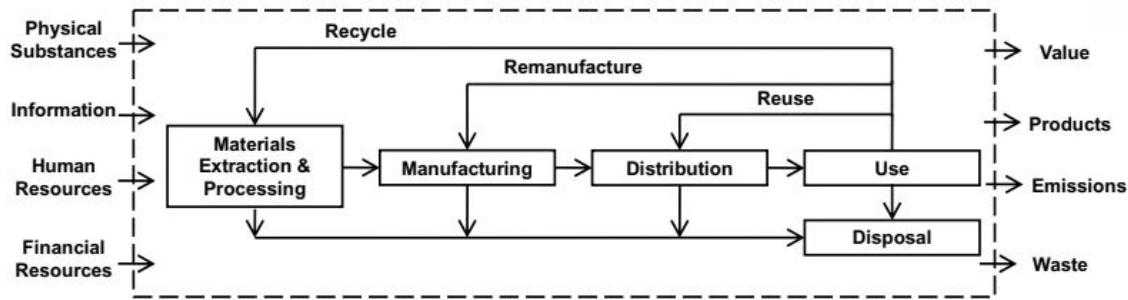 Physical
Substances
Information
Human
Resources
Financial
Resources
Recycle
Remanufacture
Reuse
Materials
Extraction &
Processing
Manufacturing
Distribution
Use
Disposal
Value
Products
Emissions
Waste